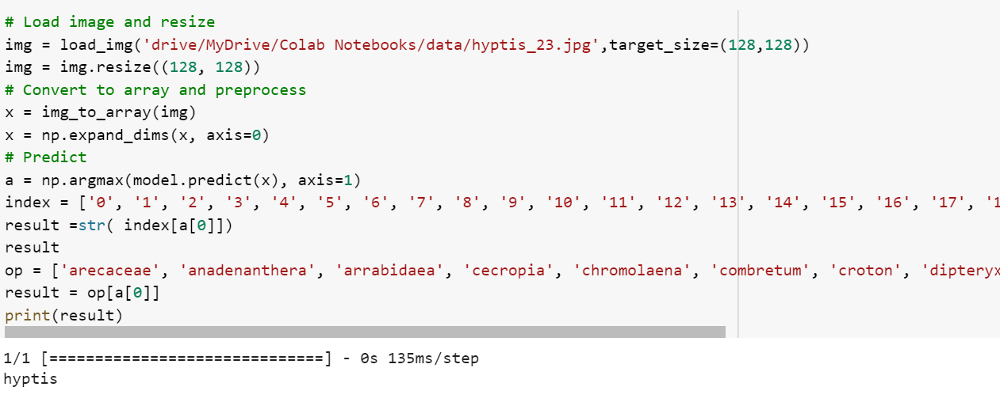 # Load image and resize
img = load_img('drive/MyDrive/Colab Notebooks/data/hyptis_23.jpg',target_size=(128,128))
img = img.resize((128, 128))
# Convert to array and preprocess
x = img_to_array(img)
x = np.expand_dims(x, axis=0)
# Predict
a = np.argmax(model.predict(x), axis=1)
index = ['0', '1', '2', '3', '4', '5', '6', '7', '8', '9', '10', '11', '12', '13', '14', '15', '16', '17', '1
result =str( index[a[0]])
result
op = ['arecaceae', 'anadenanthera', 'arrabidaea', 'cecropia', 'chromolaena', 'combretum', 'croton', 'dipteryx
result = op[a[0]]
print(result)
1/1 [==============================] - 0s 135ms/step
hyptis